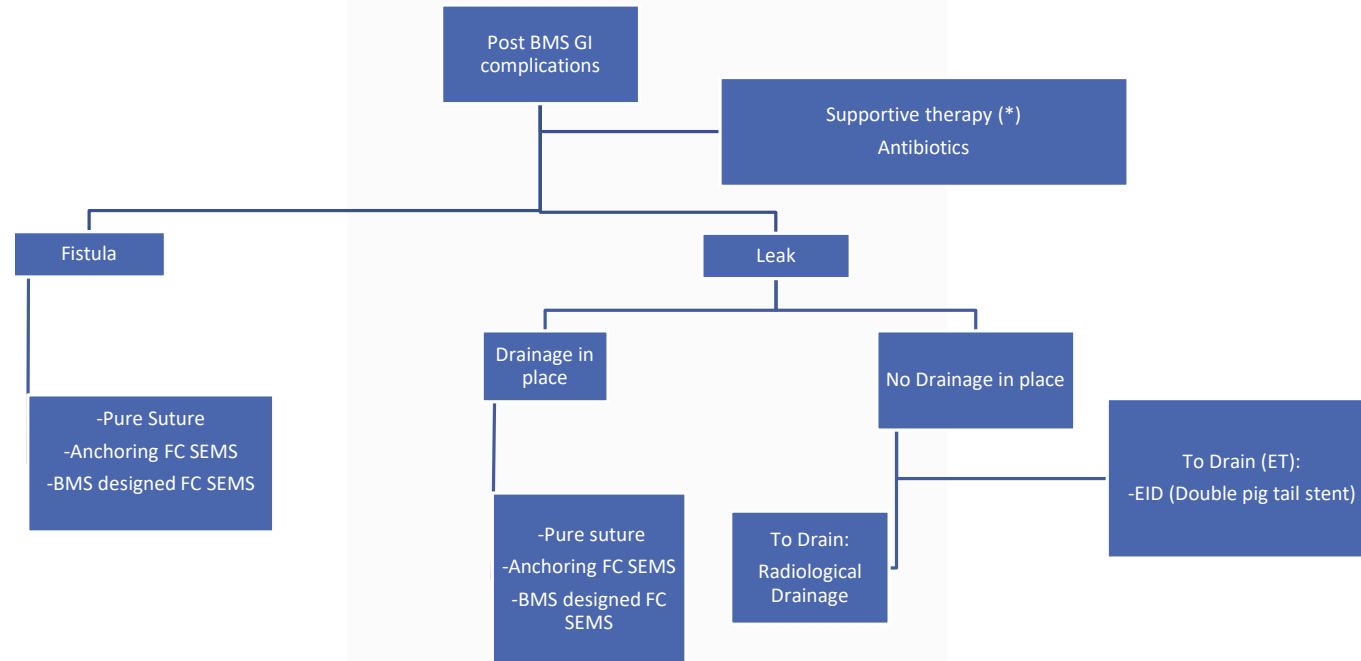 Post BMS GI
complications
Supportive therapy (*)
Antibiotics
Fistula
Leak
Drainage in
place
No Drainage in place
-Pure Suture
-Anchoring FC SEMS
-BMS designed FC SEMS
To Drain (ET):
-EID (Double pig tail stent)
-Pure suture
-Anchoring FC SEMS
-BMS designed FC
SEMS
To Drain:
Radiological
Drainage